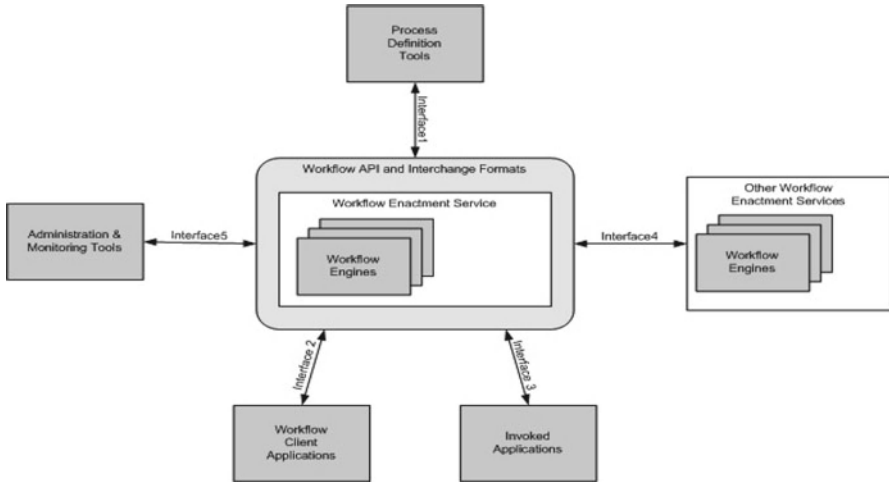 Process
Definition
Tools
Interface1
Workflow API and Interchange Formats
Workflow Enactment Service
Workflow
Engines
Administration &
Monitoring Tools
Interface5
Interface4
Other Workflow
Enactment Services
Workflow
Engines
Interface 2
Interface 3
Workflow
Client
Applications
Invoked
Applications